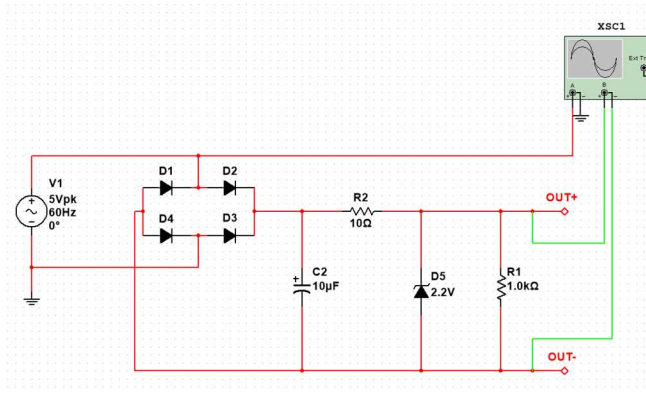 XSC1
Ext Tr
A
B
V1
5Vpk
60Hz
0°
D1
D2
D4
D3
R2
10Ω
OUT+
C2
10µF
D5
2.2V
R1
1.0kΩ
OUT-